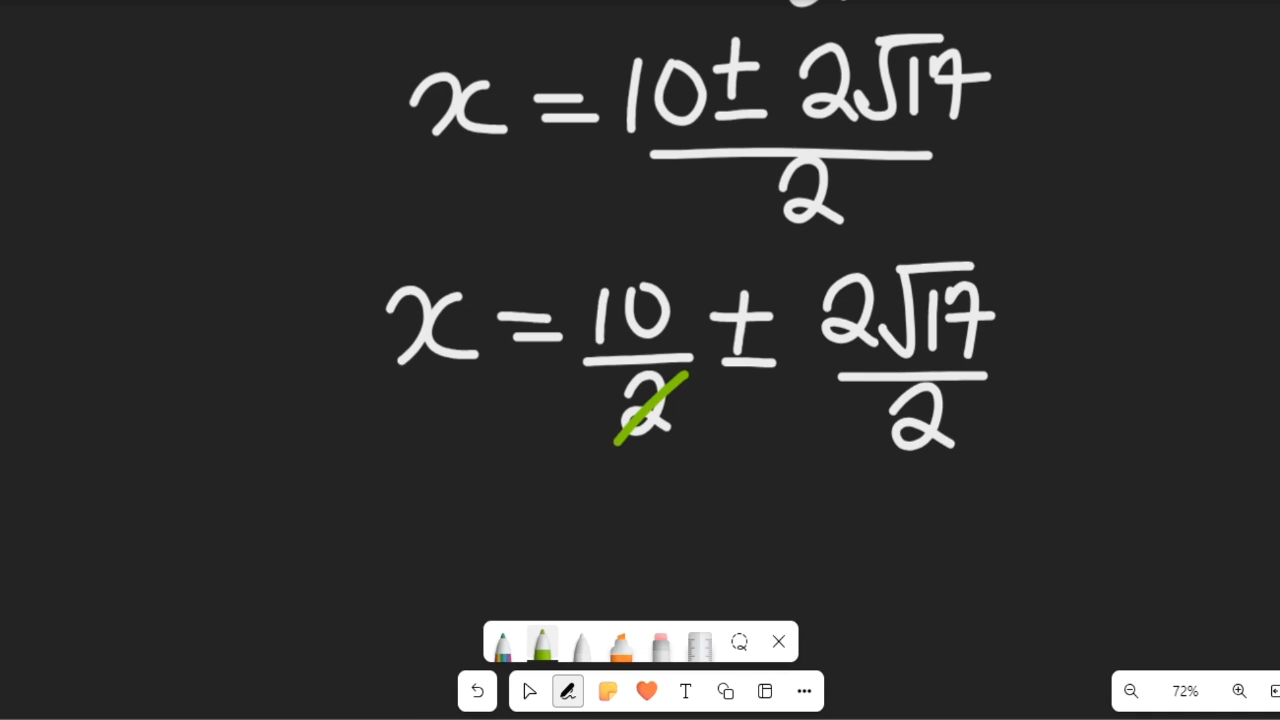 x = 10 ± 2√17
2
x = 10 ± 2√17
2 2
T
72%